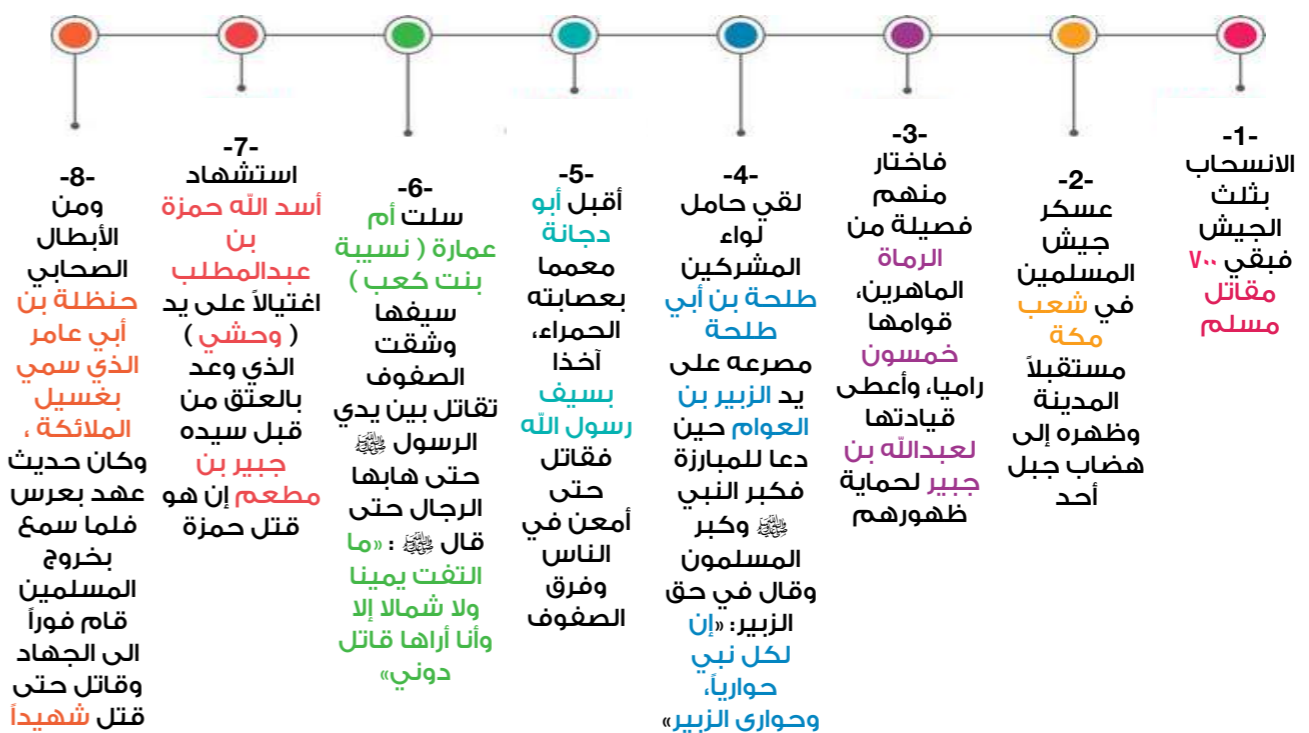 -1-
الانسحاب
بثلث
الجيش
فبقي ٧٠٠
مقاتل
مسلم
-2-
عسكر
جيش
المسلمين
في شعب
مكة
مستقبلاً
المدينة
وظهره إلى
هضاب جبل
أحد
-3-
فاختار
منهم
فصيلة من
الرماة
الماهرين،
قوامها
خمسون
راميا، وأعطى
قيادتها
لعبدالله بن
جبير لحماية
ظهورهم
-4-
لقي حامل
لواء
المشركين
طلحة بن أبي
طلحة
مصرعه على
يد الزبير بن
العوام حين
دعا للمبارزة
فكبر النبي
ﷺ وكبر
المسلمون
وقال في حق
الزبير: «إن
لكل نبي
حوارياً،
وحوارى الزبير»
-5-
أقبل أبو
دجانة
معمما
بعصابته
الحمراء،
آخذا
بسيف
رسول الله
فقاتل
حتى
أمعن في
الناس
وفرق
الصفوف
-6-
سلت أم
عمارة ( نسيبة
بنت كعب )
سيفها
وشقت
الصفوف
تقاتل بين يدي
الرسول ﷺ
حتى هابها
الرجال حتى
قال ﷺ : «ما
التفت يمينا
ولا شمالا إلا
وأنا أراها قاتل
دوني»
-7-
استشهاد
أسد الله حمزة
بن
عبدالمطلب
اغتيالاً على يد
( وحشي )
الذي وعد
بالعتق من
قبل سيده
جبير بن
مطعم إن هو
قتل حمزة
-8-
ومن
الأبطال
الصحابي
حنظلة بن
أبي عامر
الذي سمي
بغسيل
الملائكة ،
وكان حديث
عهد بعرس
فلما سمع
بخروج
المسلمين
قام فوراً
الى الجهاد
وقاتل حتى
قتل شهيداً